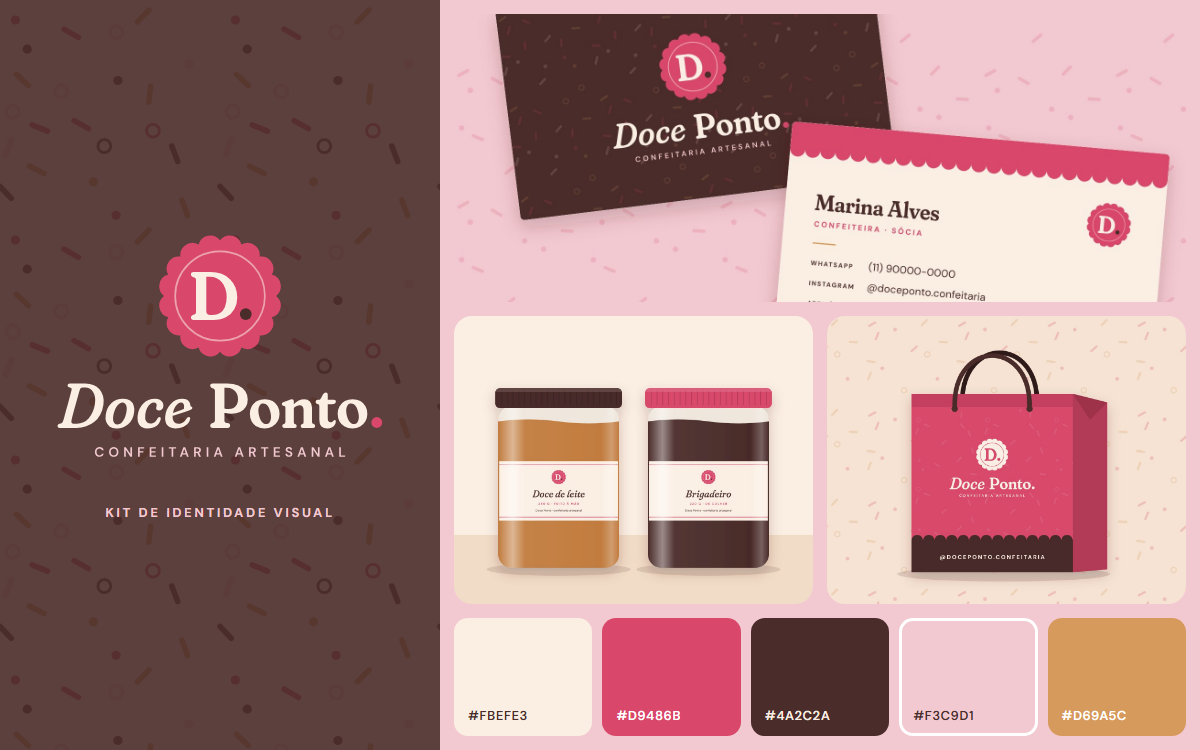 D.
Doce Ponto.
CONFEITARIA ARTESANAL
KIT DE IDENTIDADE VISUAL
D.
Doce Ponto.
CONFEITARIA ARTESANAL
Marina Alves
CONFEITEIRA · SÓCIA
D.
WHATSAPP (11) 90000-0000
INSTAGRAM @doceponto.confeitaria
D
Doce de leite
D
Brigadeiro
D.
Doce Ponto.
CONFEITARIA ARTESANAL
@DOCEPONTO.CONFEITARIA
#FBEFE3
#D9486B
#4A2C2A
#F3C9D1
#D69A5C